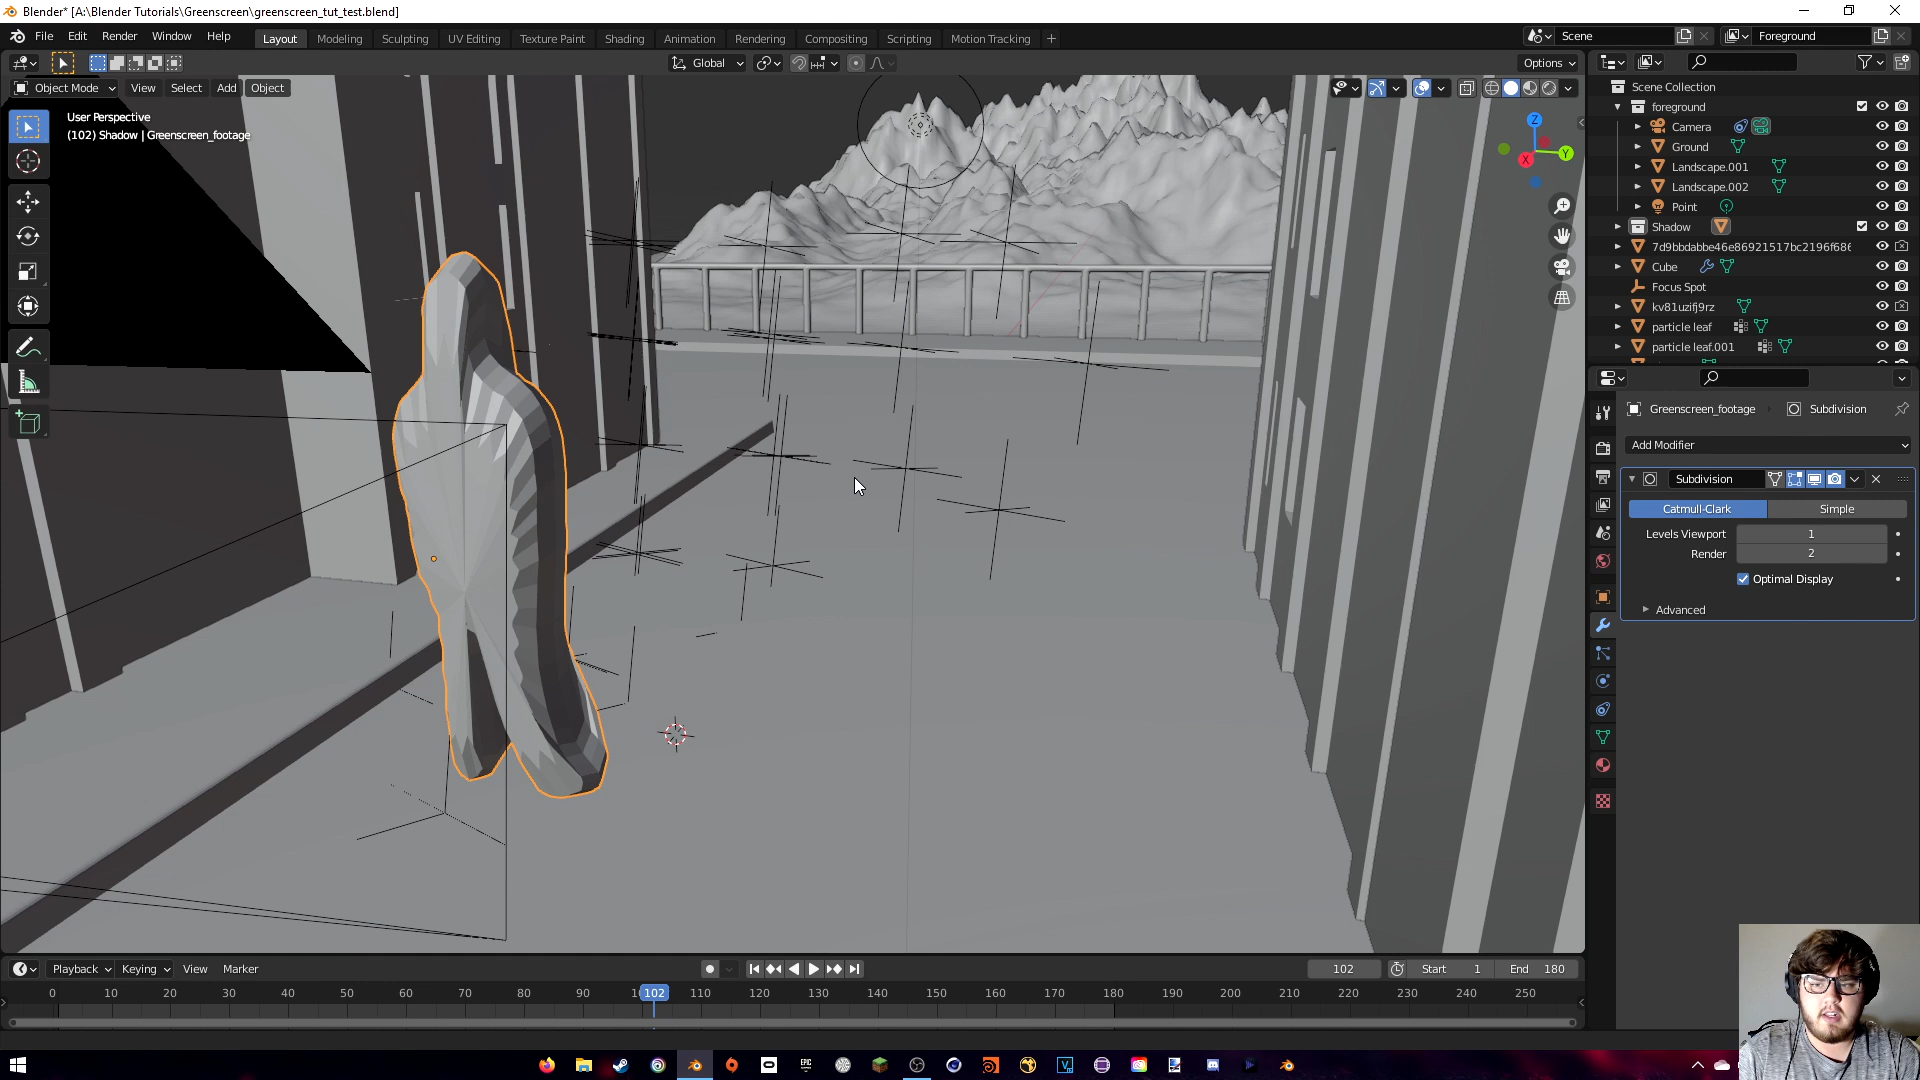 Blender* [A:\Blender Tutorials\Greenscreen\greenscreen_tut_test.blend]
File Edit Render Window Help Layout Modeling Sculpting UV Editing Texture Paint Shading Animation Rendering Compositing Scripting Motion Tracking + Scene Foreground
Global Options
Object Mode View Select Add Object
User Perspective
(102) Shadow | Greenscreen_footage
Z
Y
X
Scene Collection
foreground
Camera
Ground
Landscape.001
Landscape.002
Point
Shadow
7d9bbdabbe46e86921517bc2196f686
Cube
Focus Spot
kv81uzifj9rz
particle leaf
particle leaf.001
Greenscreen_footage Subdivision
Add Modifier
Subdivision
Catmull-Clark Simple
Levels Viewport 1
Render 2
Optimal Display
Advanced
Playback Keying View Marker 102 Start 1 End 180
0 10 20 30 40 50 60 70 80 90 102 110 120 130 140 150 160 170 180 190 200 210 220 230 240 250
EPIC